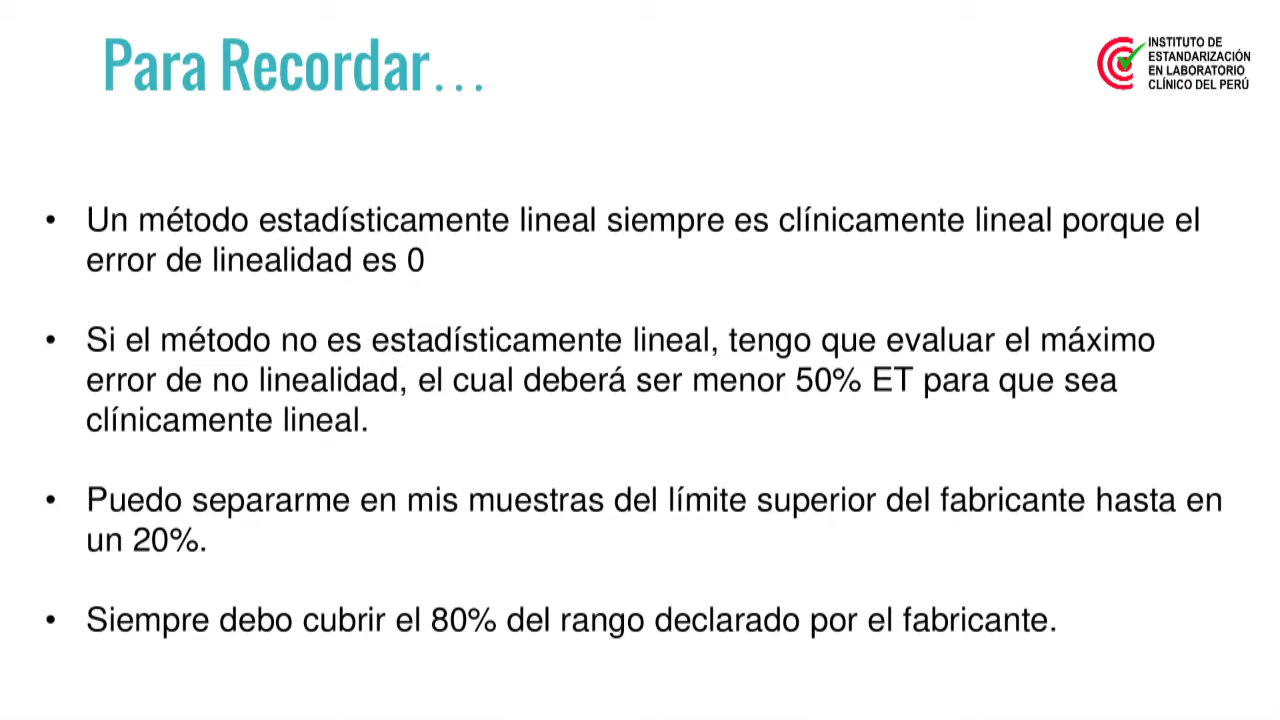 Para Recordar...
INSTITUTO DE
ESTANDARIZACIÓN
EN LABORATORIO
CLÍNICO DEL PERÚ
• Un método estadísticamente lineal siempre es clínicamente lineal porque el
error de linealidad es 0
• Si el método no es estadísticamente lineal, tengo que evaluar el máximo
error de no linealidad, el cual deberá ser menor 50% ET para que sea
clínicamente lineal.
• Puedo separarme en mis muestras del límite superior del fabricante hasta en
un 20%.
• Siempre debo cubrir el 80% del rango declarado por el fabricante.